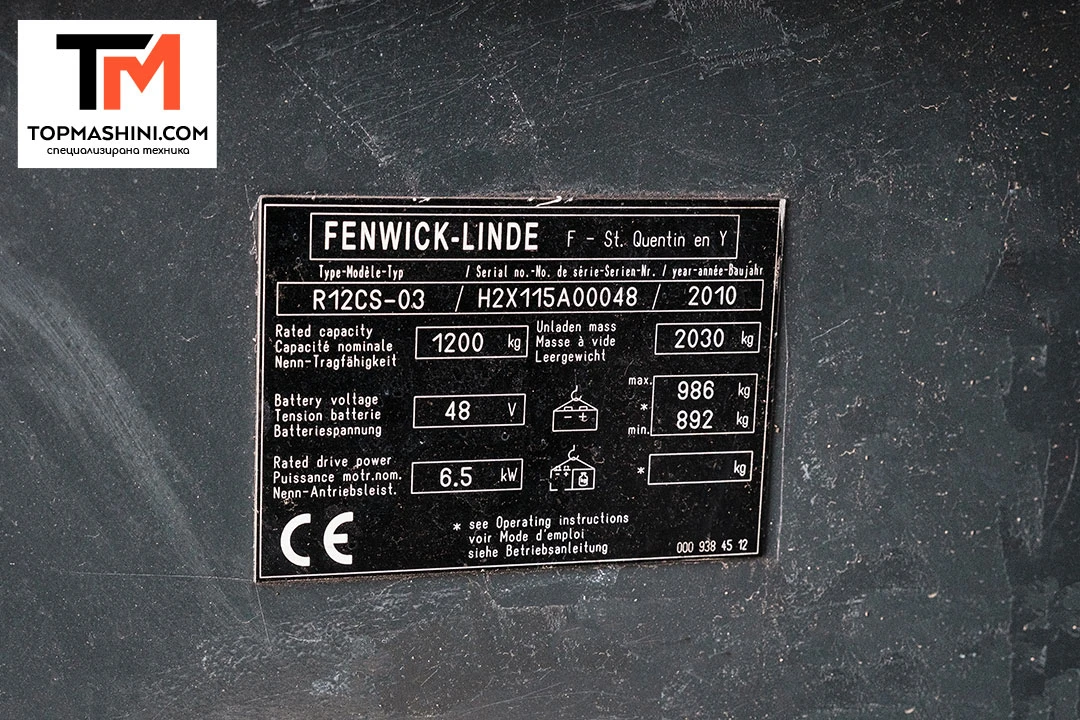 TM
TOPMASHINI.COM
специализирана техника
FENWICK-LINDE F - St. Quentin en Y
Type-Modèle-Typ / Serial no.-No. de série-Serien-Nr. / year-année-Baujahr
R12CS-03 / H2X115A00048 / 2010
Rated capacity
Capacité nominale
Nenn-Tragfähigkeit
1200 kg
Unladen mass
Masse à vide
Leergewicht
2030 kg
Battery voltage
Tension batterie
Batteriespannung
48 V
- +
max. 986 kg
*
min. 892 kg
Rated drive power
Puissance motr.nom.
Nenn-Antriebsleist.
6.5 kW
- +
* kg
CE
* see Operating instructions
voir Mode d'emploi
siehe Betriebsanleitung
000 938 45 12